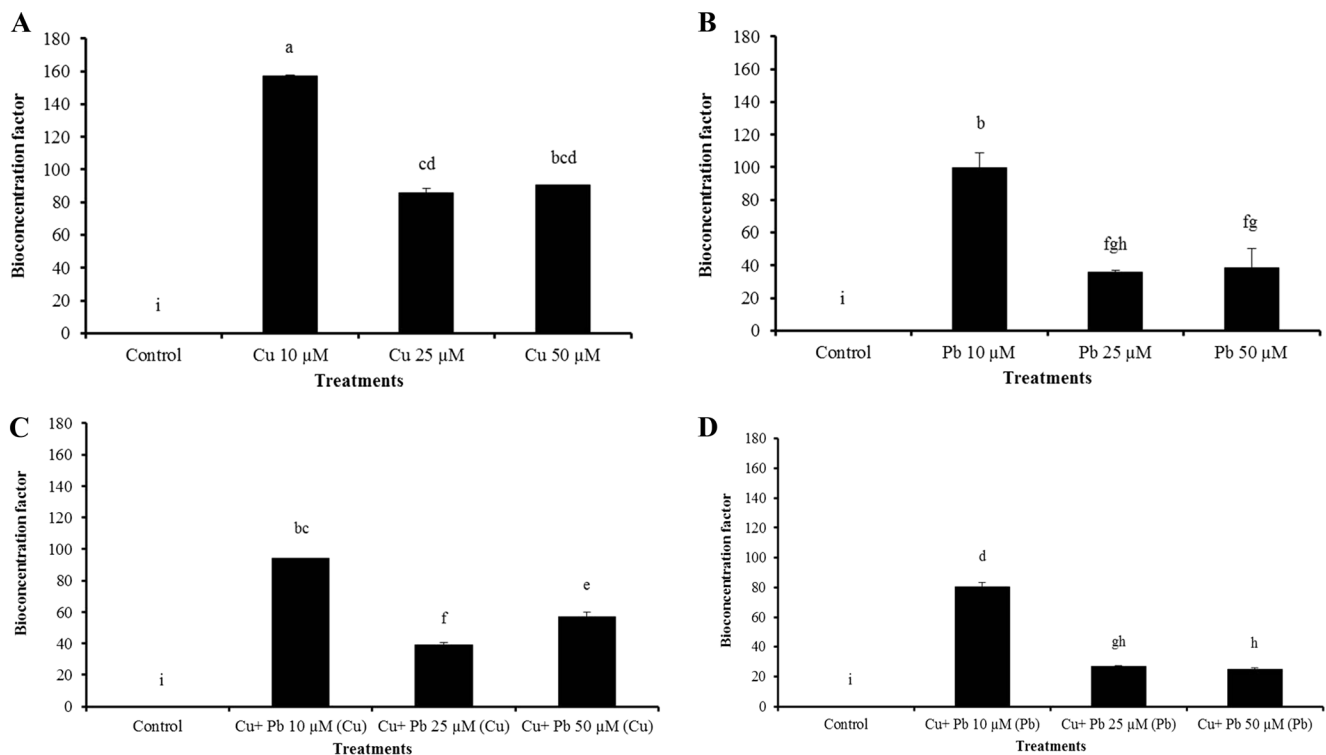 A
Bioconcentration factor
180
160
140
120
100
80
60
40
20
0
a
cd
bcd
i
Control
Cu 10 µM
Cu 25 µM
Cu 50 µM
Treatments
B
Bioconcentration factor
180
160
140
120
100
80
60
40
20
0
b
fgh
fg
i
Control
Pb 10 µM
Pb 25 µM
Pb 50 µM
Treatments
C
Bioconcentration factor
180
160
140
120
100
80
60
40
20
0
bc
f
e
i
Control
Cu+ Pb 10 µM (Cu)
Cu+ Pb 25 µM (Cu)
Cu+ Pb 50 µM (Cu)
Treatments
D
Bioconcentration factor
180
160
140
120
100
80
60
40
20
0
d
gh
h
i
Control
Cu+ Pb 10 µM (Pb)
Cu+ Pb 25 µM (Pb)
Cu+ Pb 50 µM (Pb)
Treatments